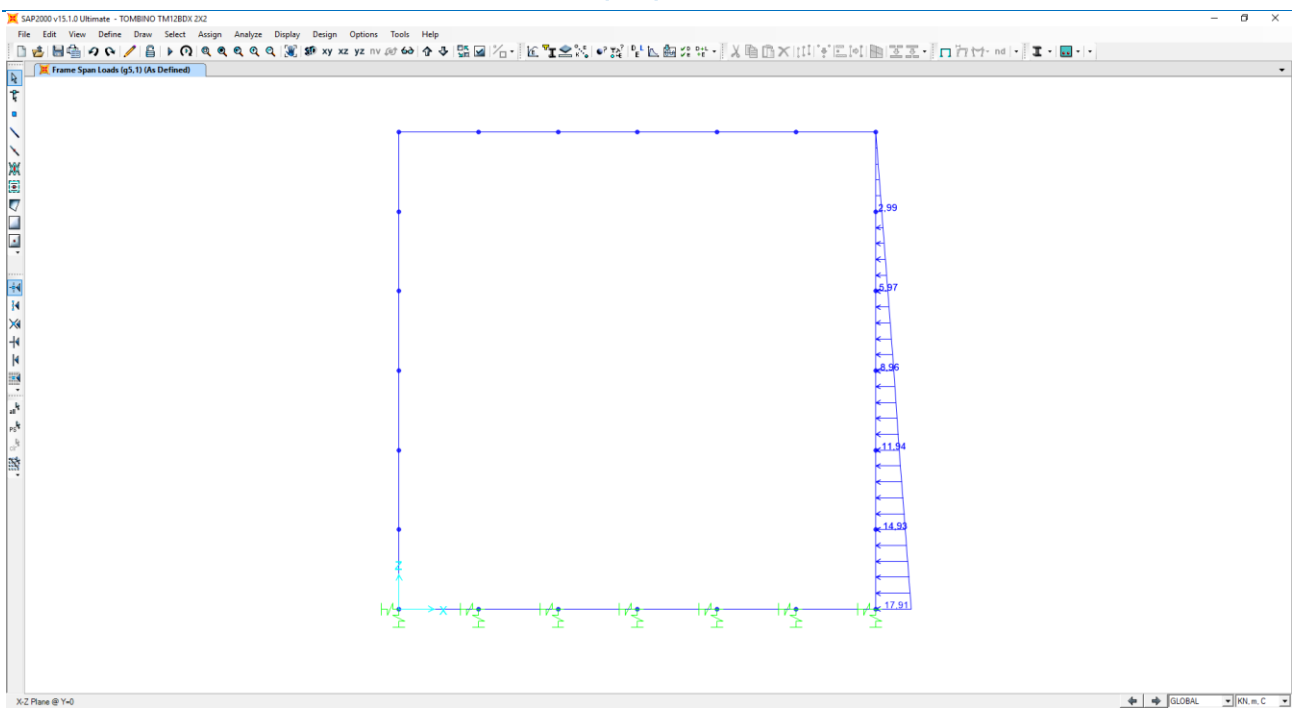 SAP2000 v15.1.0 Ultimate - TOMBINO TM12BDX 2X2
File Edit View Define Draw Select Assign Analyze Display Design Options Tools Help
xy xz yz nv nd
Frame Span Loads (g5,1) (As Defined)
2,99
5,97
8,96
11,94
14,93
Z
X
17,91
X-Z Plane @ Y=0
GLOBAL
KN, m, C